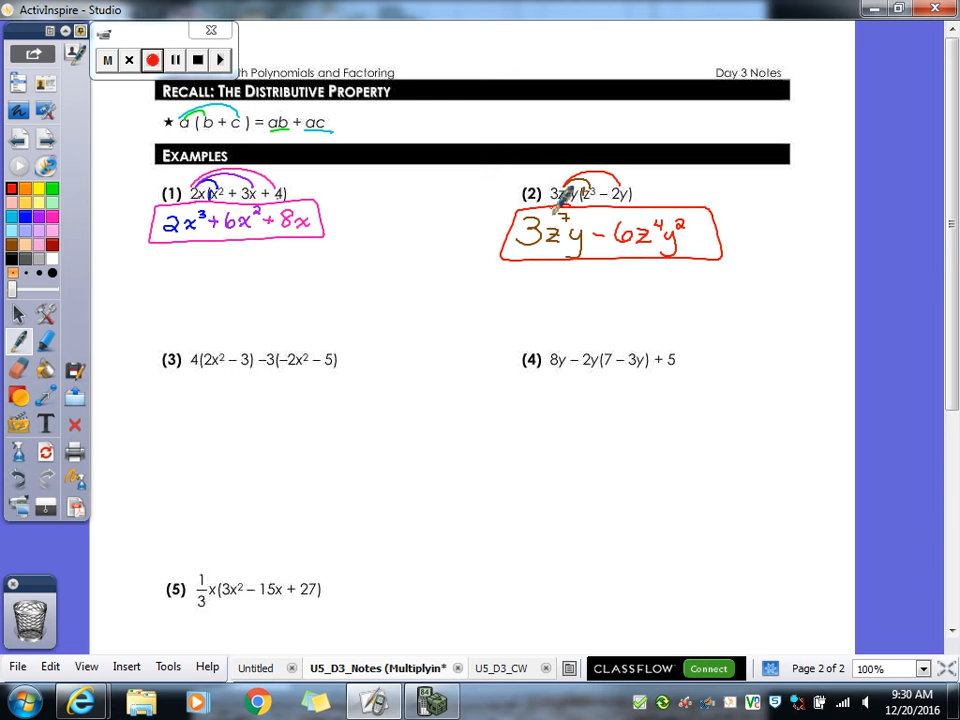 ActivInspire - Studio
M
th Polynomials and Factoring Day 3 Notes
RECALL: THE DISTRIBUTIVE PROPERTY
★ a ( b + c ) = ab + ac
EXAMPLES
(1) 2x(x² + 3x + 4)
2x³ + 6x² + 8x
(2) y(z³ – 2y)
3z⁷y – 6z⁴y²
(3) 4(2x² – 3) –3(–2x² – 5)
(4) 8y – 2y(7 – 3y) + 5
(5) 1/3 x(3x² – 15x + 27)
File Edit View Insert Tools Help Untitled U5_D3_Notes (Multiplyin* U5_D3_CW CLASSFLOW Connect Page 2 of 2 100%
84
9:30 AM
12/20/2016